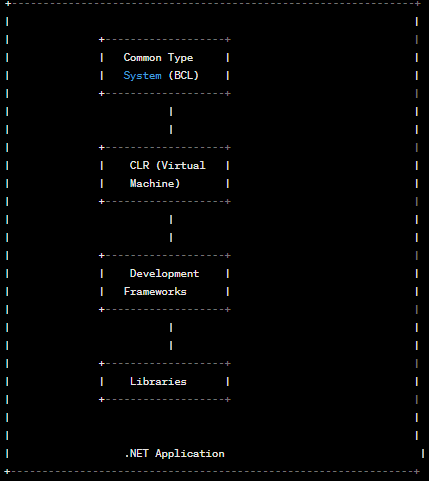 Common Type
System (BCL)
CLR (Virtual
Machine)
Development
Frameworks
Libraries
.NET Application